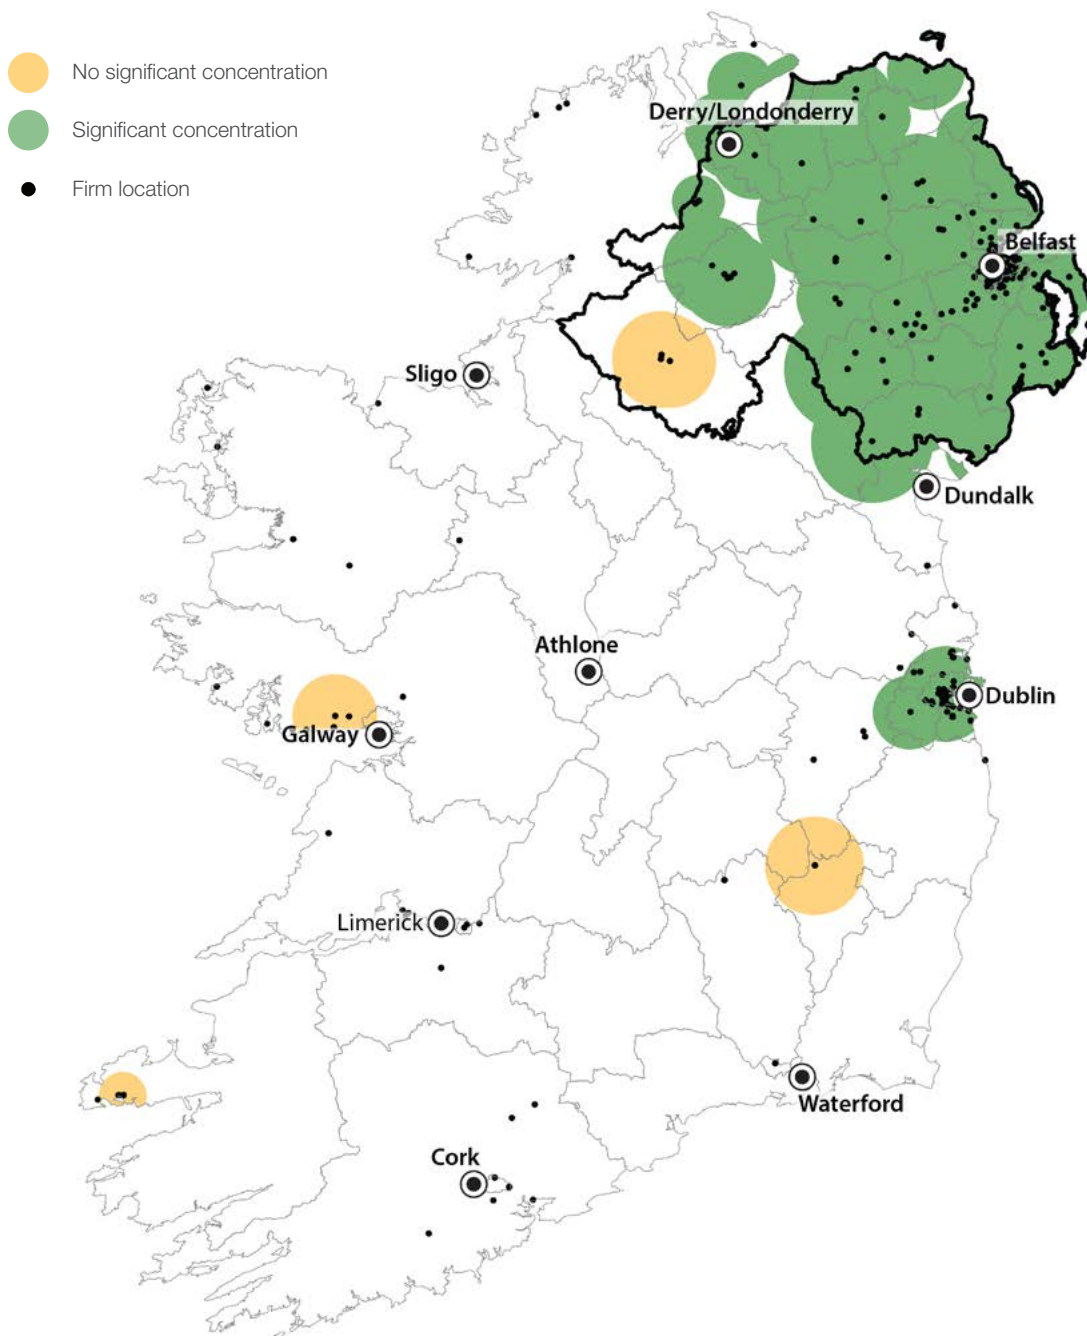 No significant concentration
Significant concentration
Firm location
Derry/Londonderry
Belfast
Sligo
Dundalk
Athlone
Dublin
Galway
Limerick
Waterford
Cork